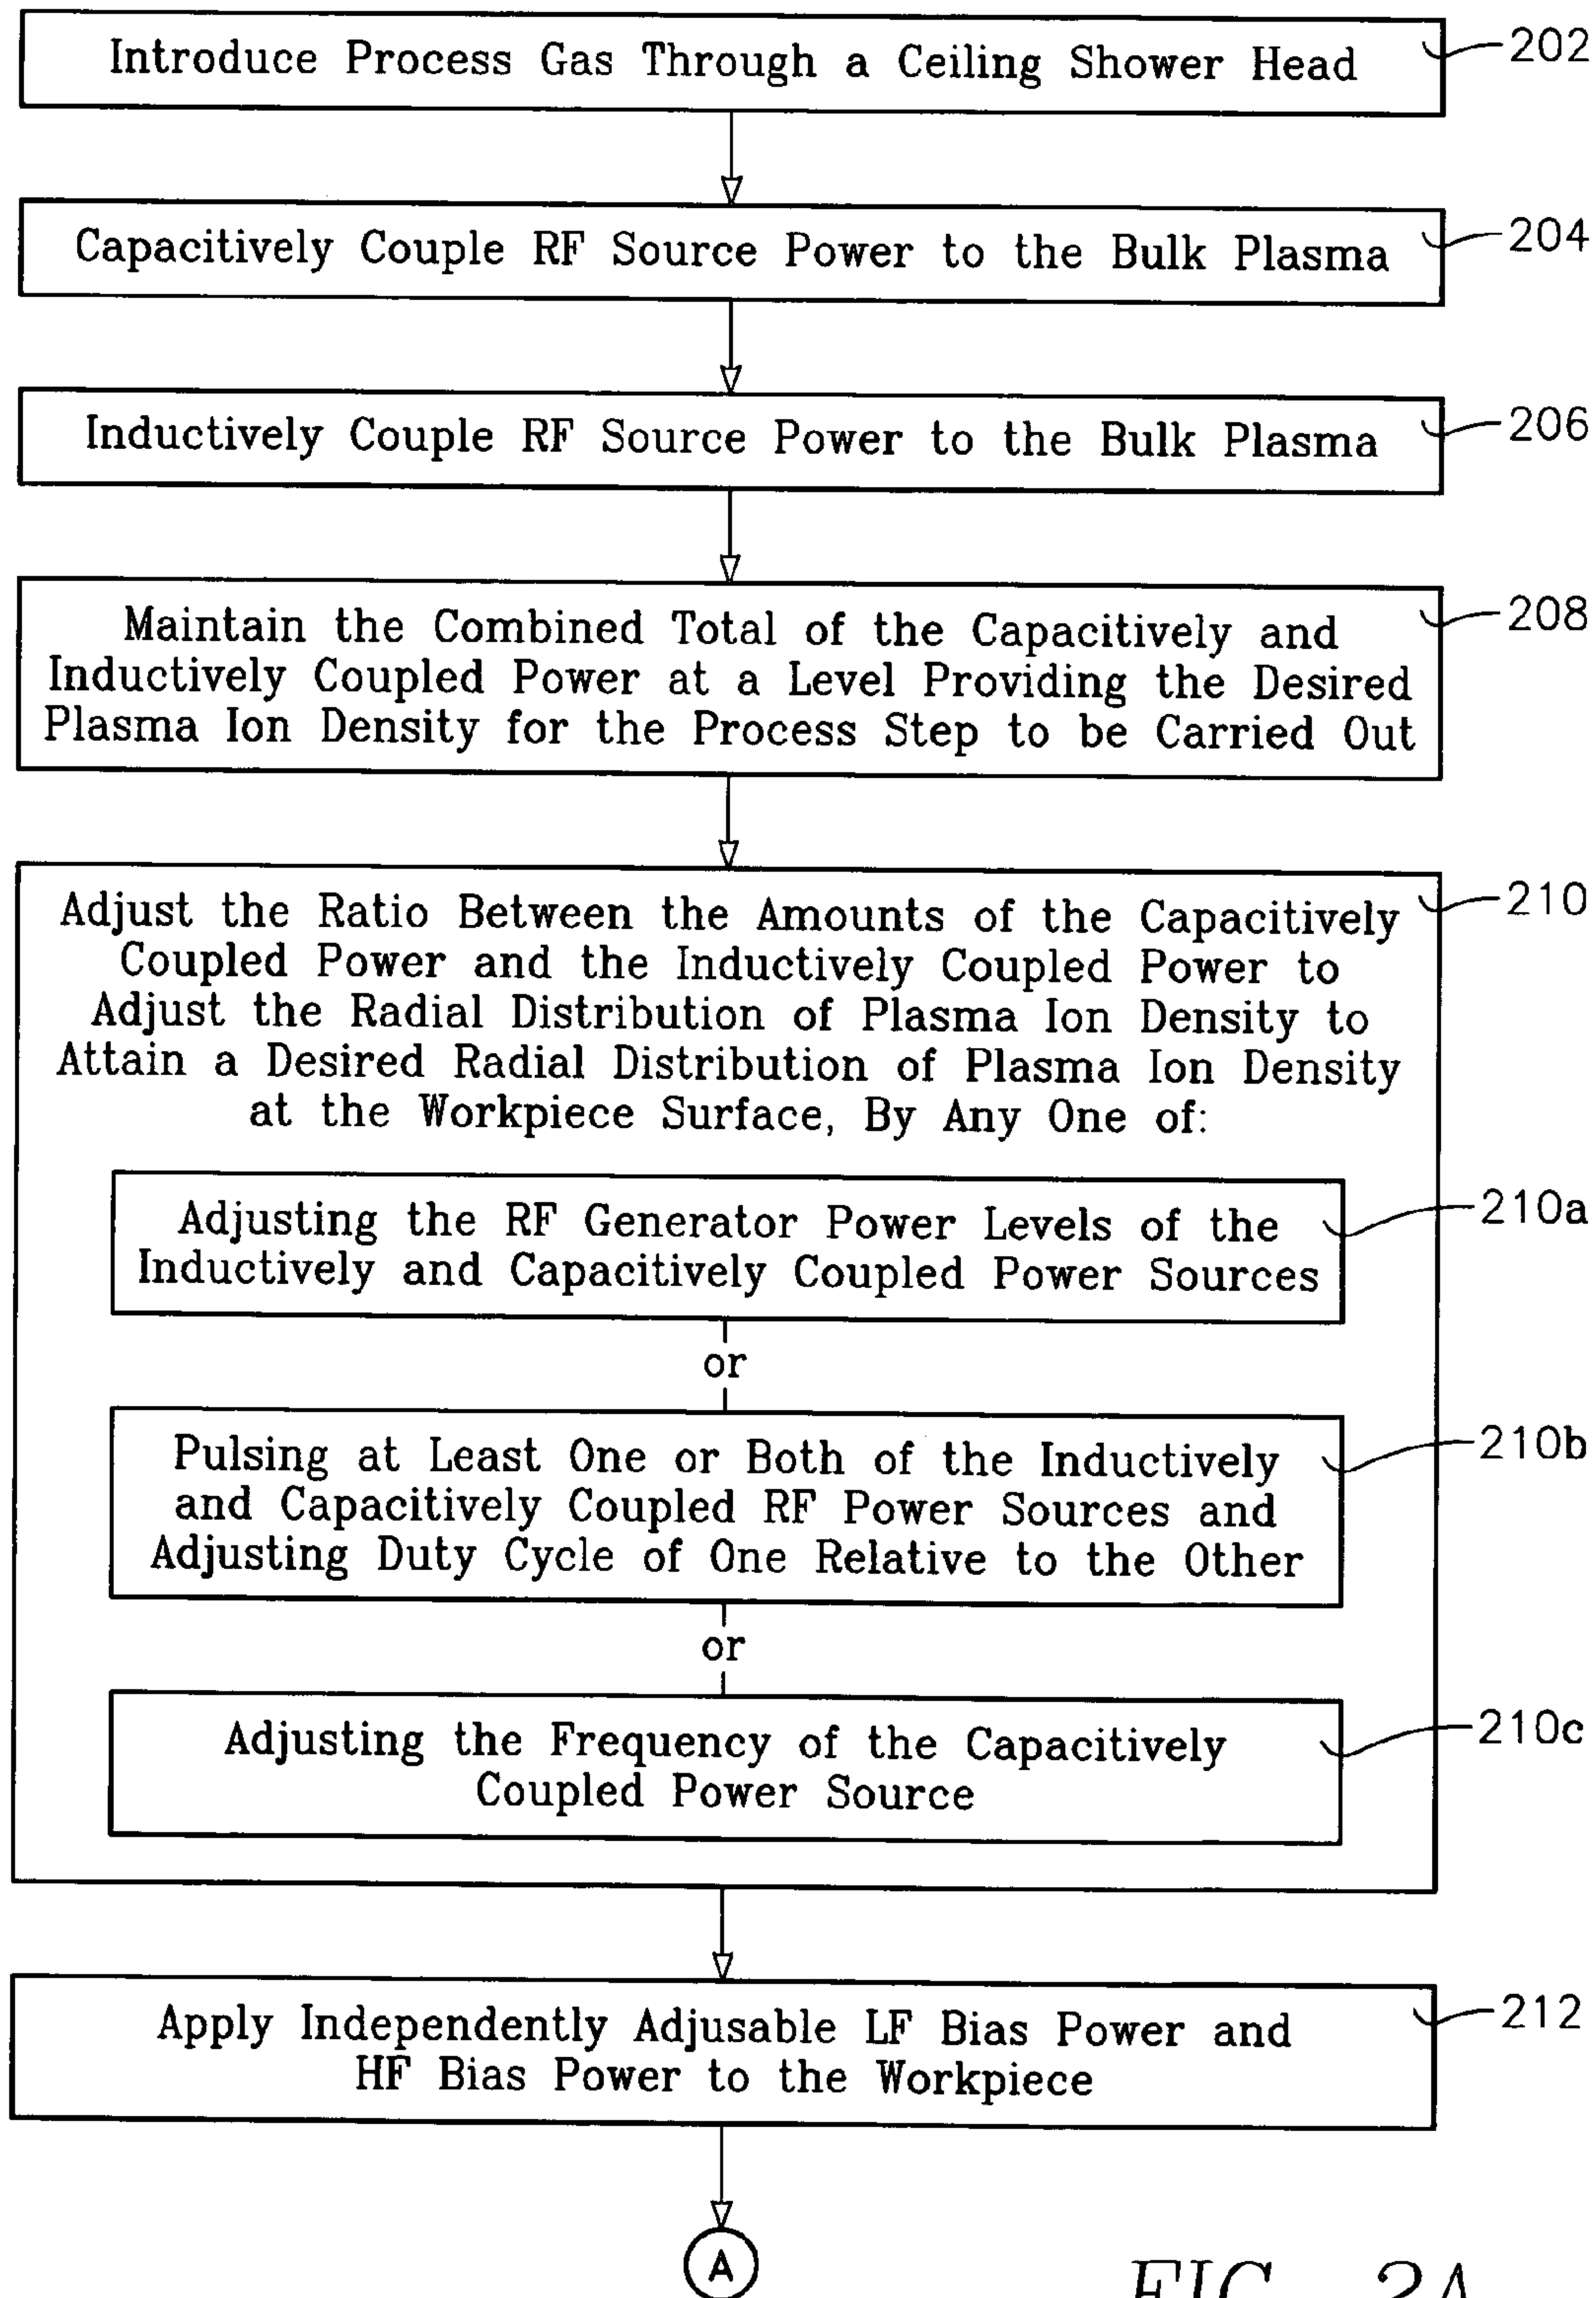 Introduce Process Gas Through a Ceiling Shower Head
202
Capacitively Couple RF Source Power to the Bulk Plasma
204
Inductively Couple RF Source Power to the Bulk Plasma
206
Maintain the Combined Total of the Capacitively and
Inductively Coupled Power at a Level Providing the Desired
Plasma Ion Density for the Process Step to be Carried Out
208
Adjust the Ratio Between the Amounts of the Capacitively
Coupled Power and the Inductively Coupled Power to
Adjust the Radial Distribution of Plasma Ion Density to
Attain a Desired Radial Distribution of Plasma Ion Density
at the Workpiece Surface, By Any One of:
210
Adjusting the RF Generator Power Levels of the
Inductively and Capacitively Coupled Power Sources
210a
or
Pulsing at Least One or Both of the Inductively
and Capacitively Coupled RF Power Sources and
Adjusting Duty Cycle of One Relative to the Other
210b
or
Adjusting the Frequency of the Capacitively
Coupled Power Source
210c
Apply Independently Adjusable LF Bias Power and
HF Bias Power to the Workpiece
212
A
FIG. 2A